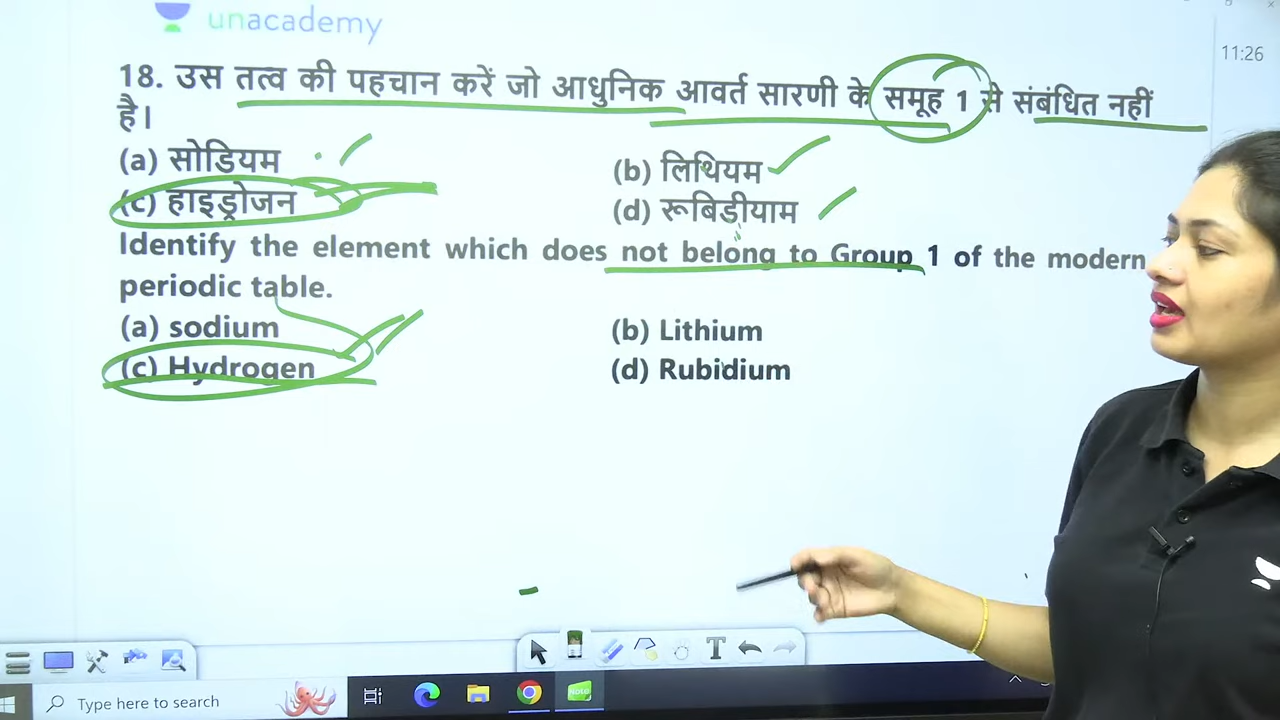 unacademy
11:26
18. उस तत्व की पहचान करें जो आधुनिक आवर्त सारणी के समूह 1 से संबंधित नहीं
है।
(a) सोडियम (b) लिथियम
(c) हाइड्रोजन (d) रूबिडीयाम
Identify the element which does not belong to Group 1 of the modern
periodic table.
(a) sodium (b) Lithium
(c) Hydrogen (d) Rubidium
T
Type here to search